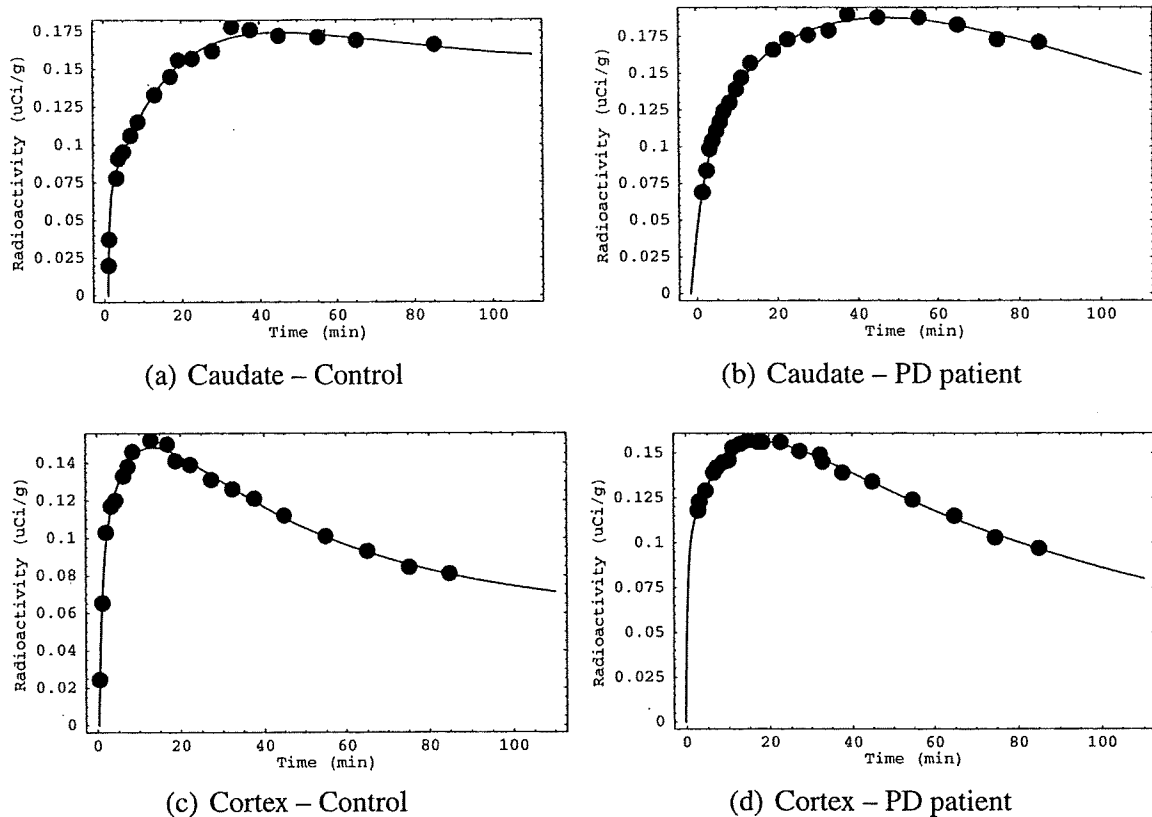 0.175
0.15
0.125
0.1
0.075
0.05
0.025
0
Radioactivity (uCi/g)
0 20 40 60 80 100
Time (min)
(a) Caudate – Control
0.175
0.15
0.125
0.1
0.075
0.05
0.025
0
Radioactivity (uCi/g)
0 20 40 60 80 100
Time (min)
(b) Caudate – PD patient
0.14
0.12
0.1
0.08
0.06
0.04
0.02
0
Radioactivity (uCi/g)
0 20 40 60 80 100
Time (min)
(c) Cortex – Control
0.15
0.125
0.1
0.075
0.05
0.025
0
Radioactivity (uCi/g)
0 20 40 60 80 100
Time (min)
(d) Cortex – PD patient